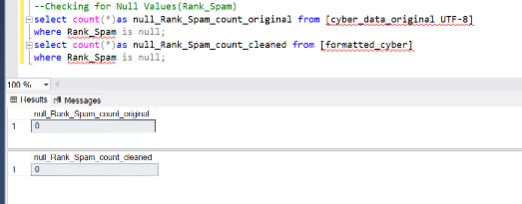 --Checking for Null Values(Rank_Spam)
select count(*)as null_Rank_Spam_count_original from [cyber_data_original UTF-8]
where Rank_Spam is null;
select count(*)as null_Rank_Spam_count_cleaned from [formatted_cyber]
where Rank_Spam is null;
100 %
Results Messages
null_Rank_Spam_count_original
1 0
null_Rank_Spam_count_cleaned
1 0